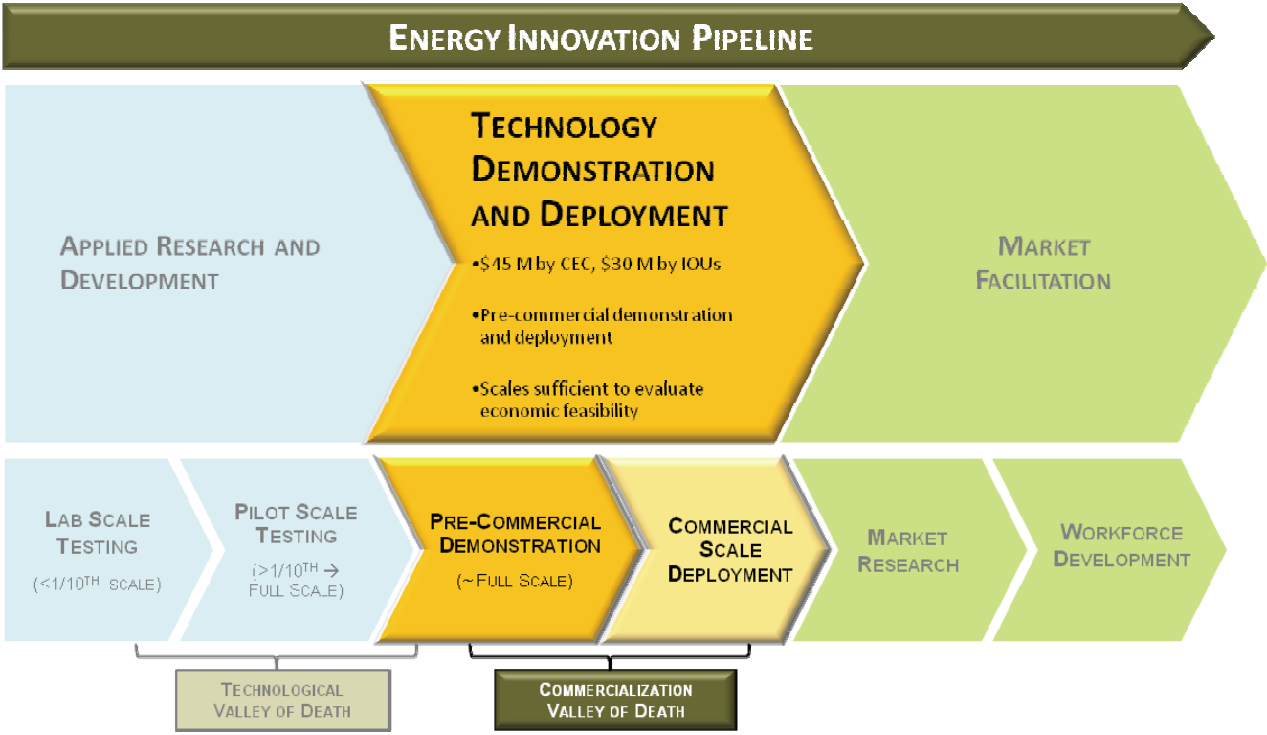 ENERGY INNOVATION PIPELINE
APPLIED RESEARCH AND
DEVELOPMENT
TECHNOLOGY
DEMONSTRATION
AND DEPLOYMENT
•$45 M by CEC, $30 M by IOUs
•Pre-commercial demonstration
and deployment
•Scales sufficient to evaluate
economic feasibility
MARKET
FACILITATION
LAB SCALE
TESTING
(<1/10TH SCALE)
PILOT SCALE
TESTING
(>1/10TH →
FULL SCALE)
PRE-COMMERCIAL
DEMONSTRATION
(~FULL SCALE)
COMMERCIAL
SCALE
DEPLOYMENT
MARKET
RESEARCH
WORKFORCE
DEVELOPMENT
TECHNOLOGICAL
VALLEY OF DEATH
COMMERCIALIZATION
VALLEY OF DEATH